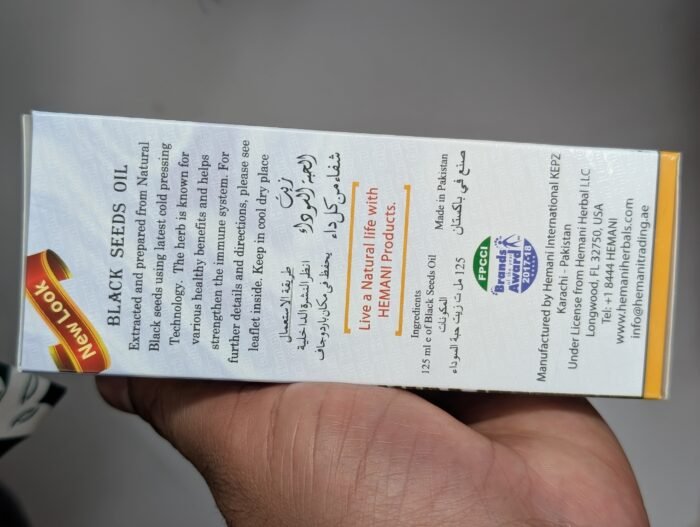 New Look
BLACK SEEDS OIL
Extracted and prepared from Natural
Black seeds using latest cold pressing
Technology. The herb is known for
various healthy benefits and helps
strengthen the immune system. For
further details and directions, please see
leaflet inside. Keep in cool dry place
زيت
الحبة السوداء
شفاء من كل داء
طريقة الاستعمال
انظر النشرة الداخلية
يحفظ في مكان بارد وجاف
Live a Natural life with
HEMANI Products.
Ingredients
125 ml e of Black Seeds Oil
Made in Pakistan
المكونات
125 مل ت زيت حبة السوداء
صنع في باكستان
FPCCI
Brands
Award
2017-18
Manufactured by Hemani International KEPZ
Karachi - Pakistan
Under License from Hemani Herbal LLC
Longwood, FL 32750, USA
Tel: +1 8444 HEMANI
www.hemaniherbals.com
info@hemanitrading.ae